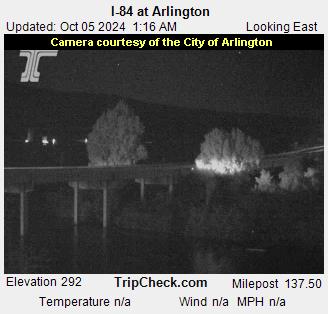 I-84 at Arlington
Updated: Oct 05 2024 1:16 AM Looking East
Camera courtesy of the City of Arlington
Elevation 292 TripCheck.com Milepost 137.50
Temperature n/a Wind n/a MPH n/a